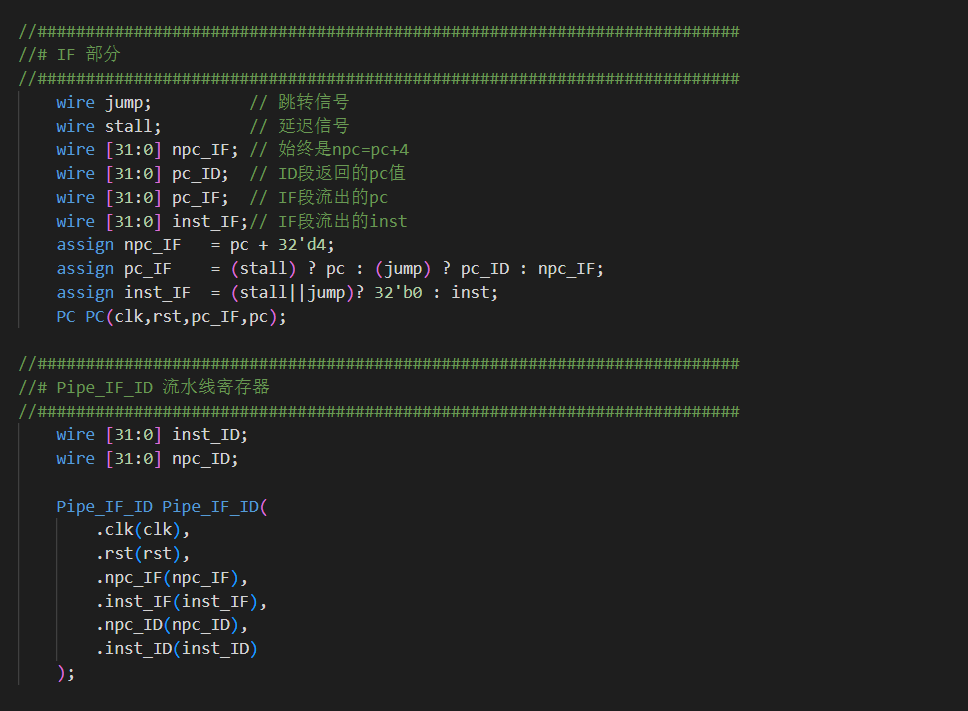 //#########################################################################
//# IF 部分
//#########################################################################
    wire jump;          // 跳转信号
    wire stall;         // 延迟信号
    wire [31:0] npc_IF; // 始终是npc=pc+4
    wire [31:0] pc_ID;  // ID段返回的pc值
    wire [31:0] pc_IF;  // IF段流出的pc
    wire [31:0] inst_IF;// IF段流出的inst
    assign npc_IF   = pc + 32'd4;
    assign pc_IF    = (stall) ? pc : (jump) ? pc_ID : npc_IF;
    assign inst_IF  = (stall||jump)? 32'b0 : inst;
    PC PC(clk,rst,pc_IF,pc);
//#########################################################################
//# Pipe_IF_ID 流水线寄存器
//#########################################################################
    wire [31:0] inst_ID;
    wire [31:0] npc_ID;
    Pipe_IF_ID Pipe_IF_ID(
        .clk(clk),
        .rst(rst),
        .npc_IF(npc_IF),
        .inst_IF(inst_IF),
        .npc_ID(npc_ID),
        .inst_ID(inst_ID)
    );